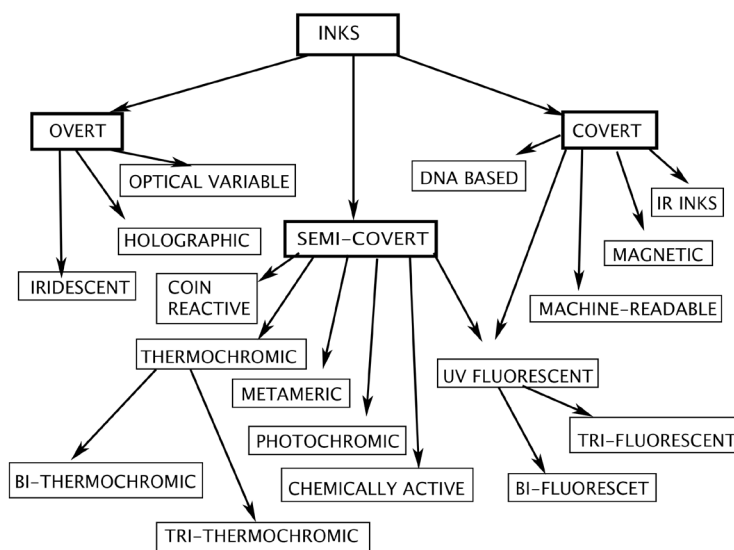 INKS
OVERT
COVERT
OPTICAL VARIABLE
DNA BASED
IR INKS
HOLOGRAPHIC
SEMI-COVERT
MAGNETIC
IRIDESCENT
COIN
REACTIVE
MACHINE-READABLE
THERMOCHROMIC
METAMERIC
UV FLUORESCENT
PHOTOCHROMIC
TRI-FLUORESCENT
BI-THERMOCHROMIC
CHEMICALLY ACTIVE
BI-FLUORESCET
TRI-THERMOCHROMIC